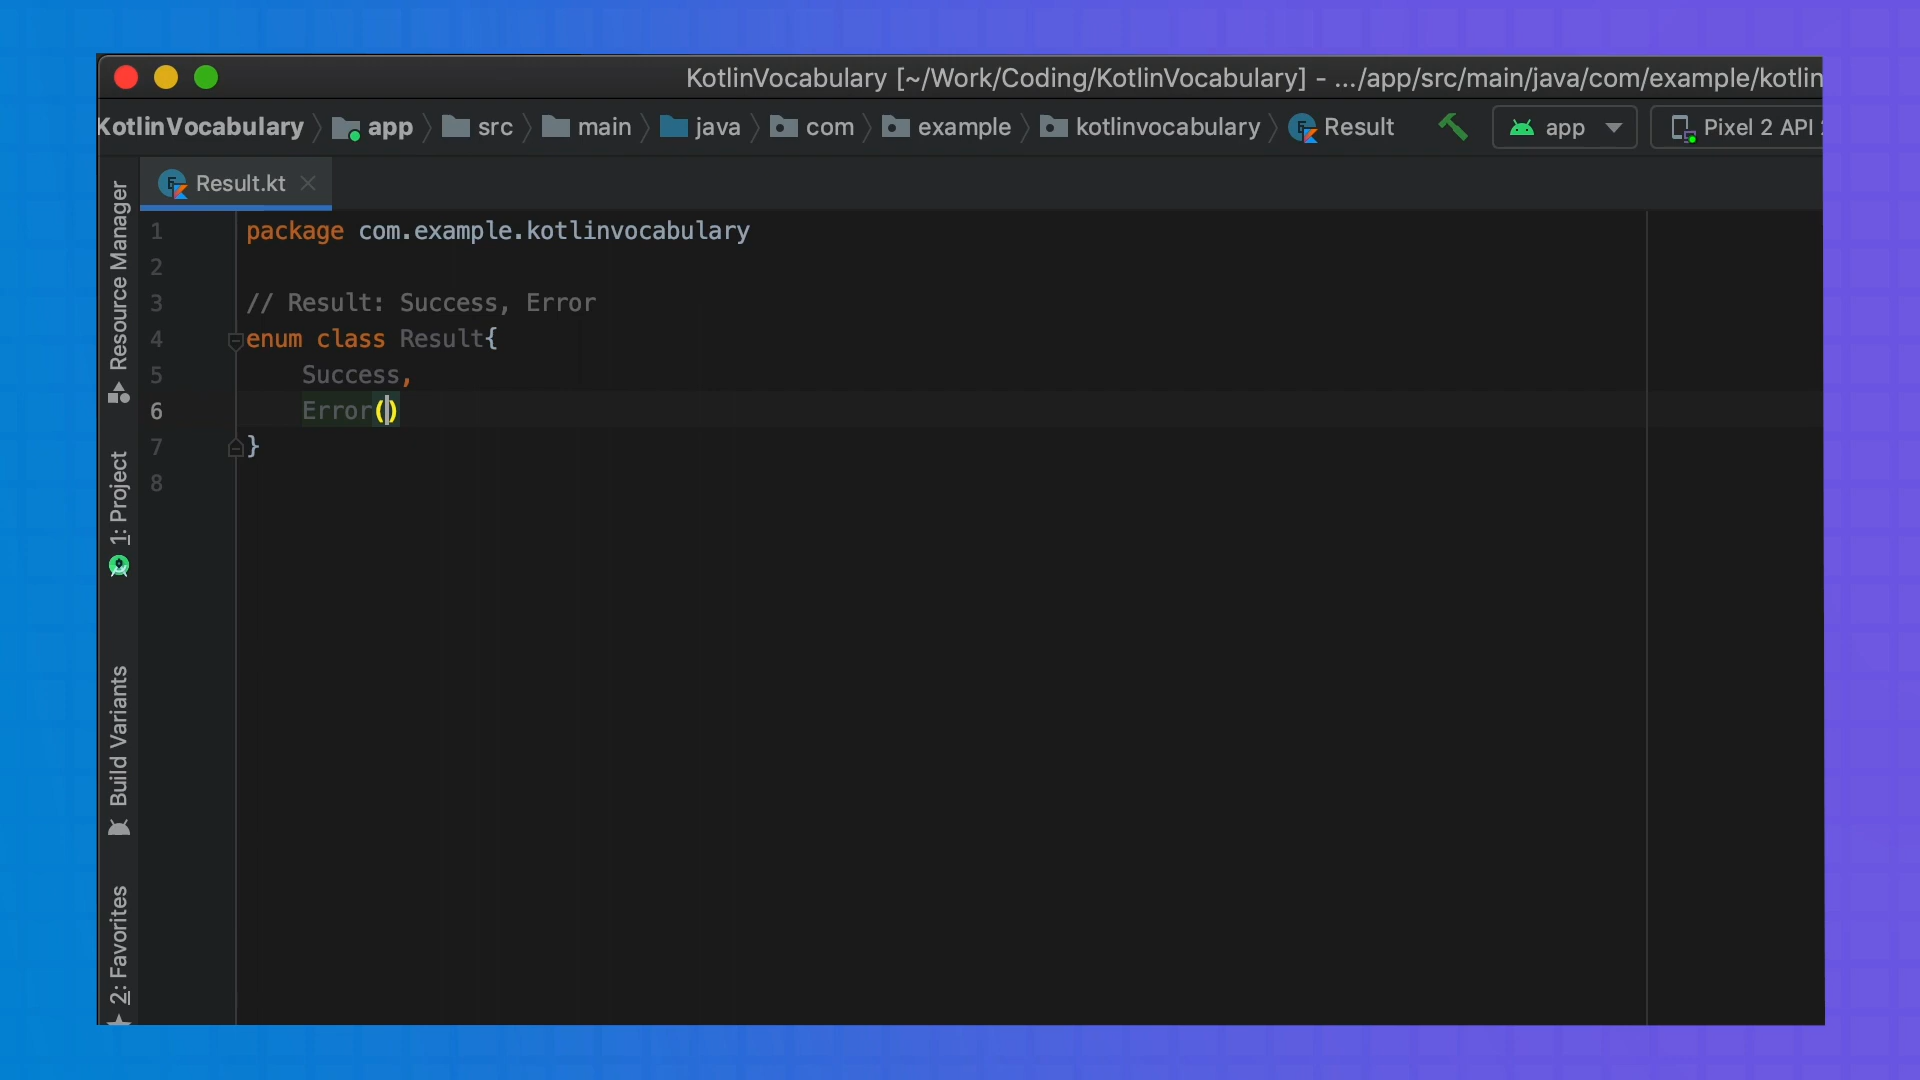 KotlinVocabulary [~/Work/Coding/KotlinVocabulary] - .../app/src/main/java/com/example/kotlin
KotlinVocabulary app src main java com example kotlinvocabulary Result app Pixel 2 API
Result.kt
1 package com.example.kotlinvocabulary
2
3 // Result: Success, Error
4 enum class Result{
5 Success,
6 Error()
7 }
8
Resource Manager
1: Project
Build Variants
2: Favorites